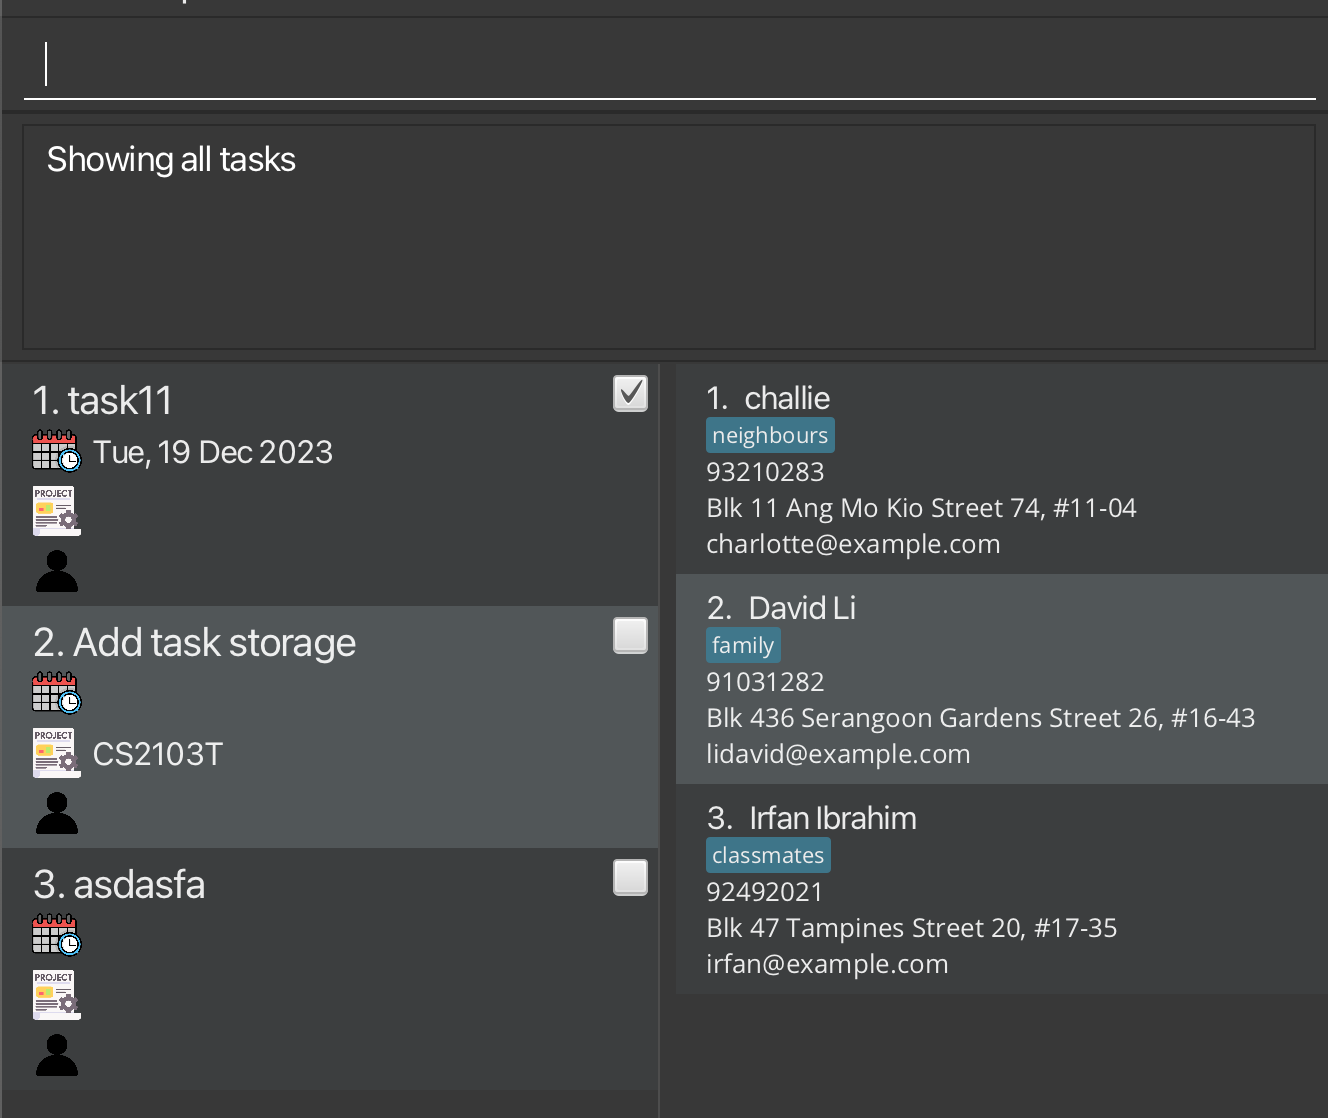 Showing all tasks
1. task11
Tue, 19 Dec 2023
PROJECT
2. Add task storage
PROJECT
CS2103T
3. asdasfa
PROJECT
1. challie
neighbours
93210283
Blk 11 Ang Mo Kio Street 74, #11-04
charlotte@example.com
2. David Li
family
91031282
Blk 436 Serangoon Gardens Street 26, #16-43
lidavid@example.com
3. Irfan Ibrahim
classmates
92492021
Blk 47 Tampines Street 20, #17-35
irfan@example.com